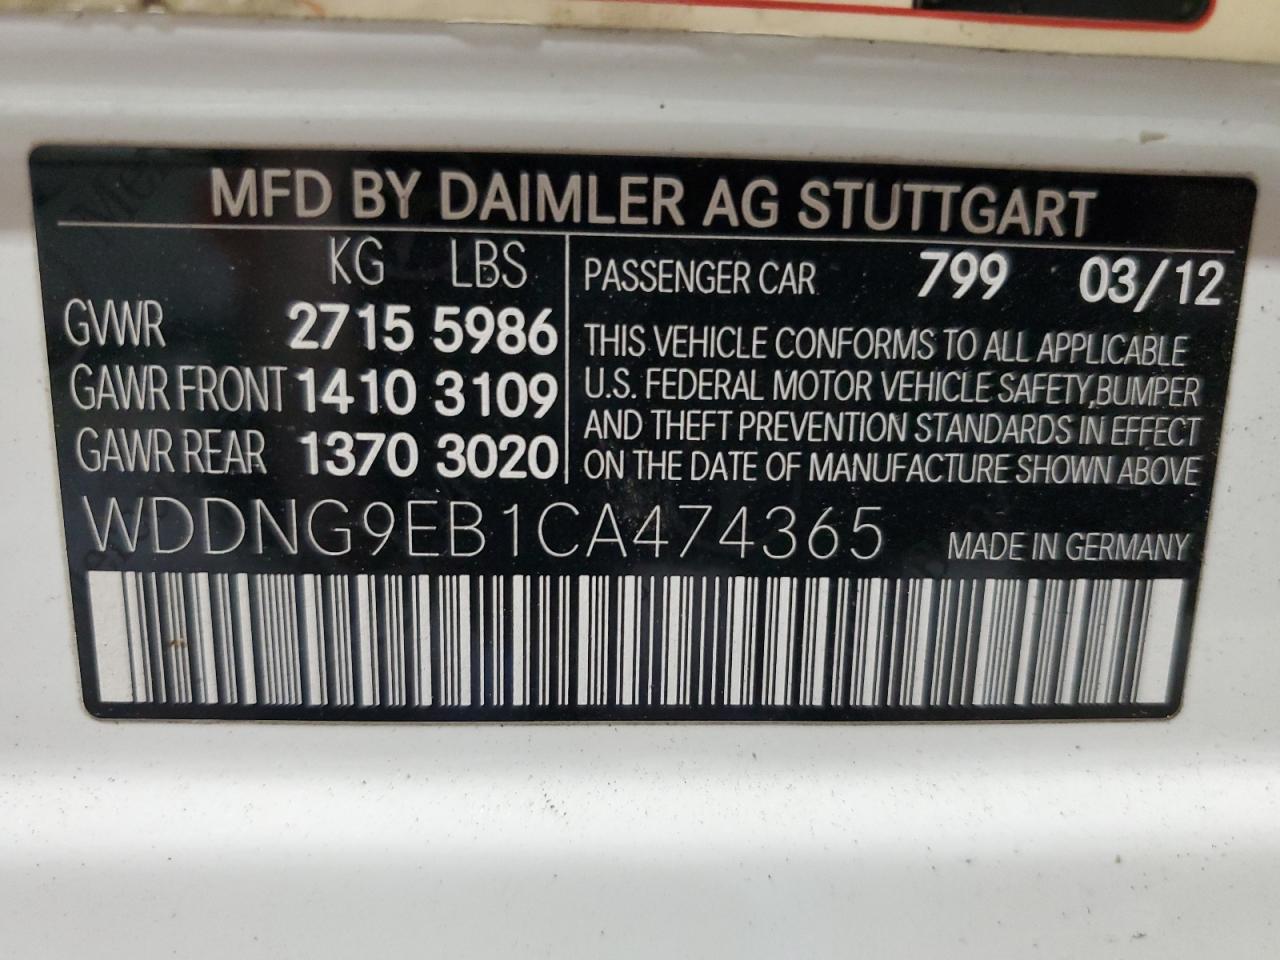 MFD BY DAIMLER AG STUTTGART
KG LBS
GVWR 2715 5986
GAWR FRONT 1410 3109
GAWR REAR 1370 3020
PASSENGER CAR 799 03/12
THIS VEHICLE CONFORMS TO ALL APPLICABLE
U.S. FEDERAL MOTOR VEHICLE SAFETY, BUMPER
AND THEFT PREVENTION STANDARDS IN EFFECT
ON THE DATE OF MANUFACTURE SHOWN ABOVE
WDDNG9EB1CA474365 MADE IN GERMANY